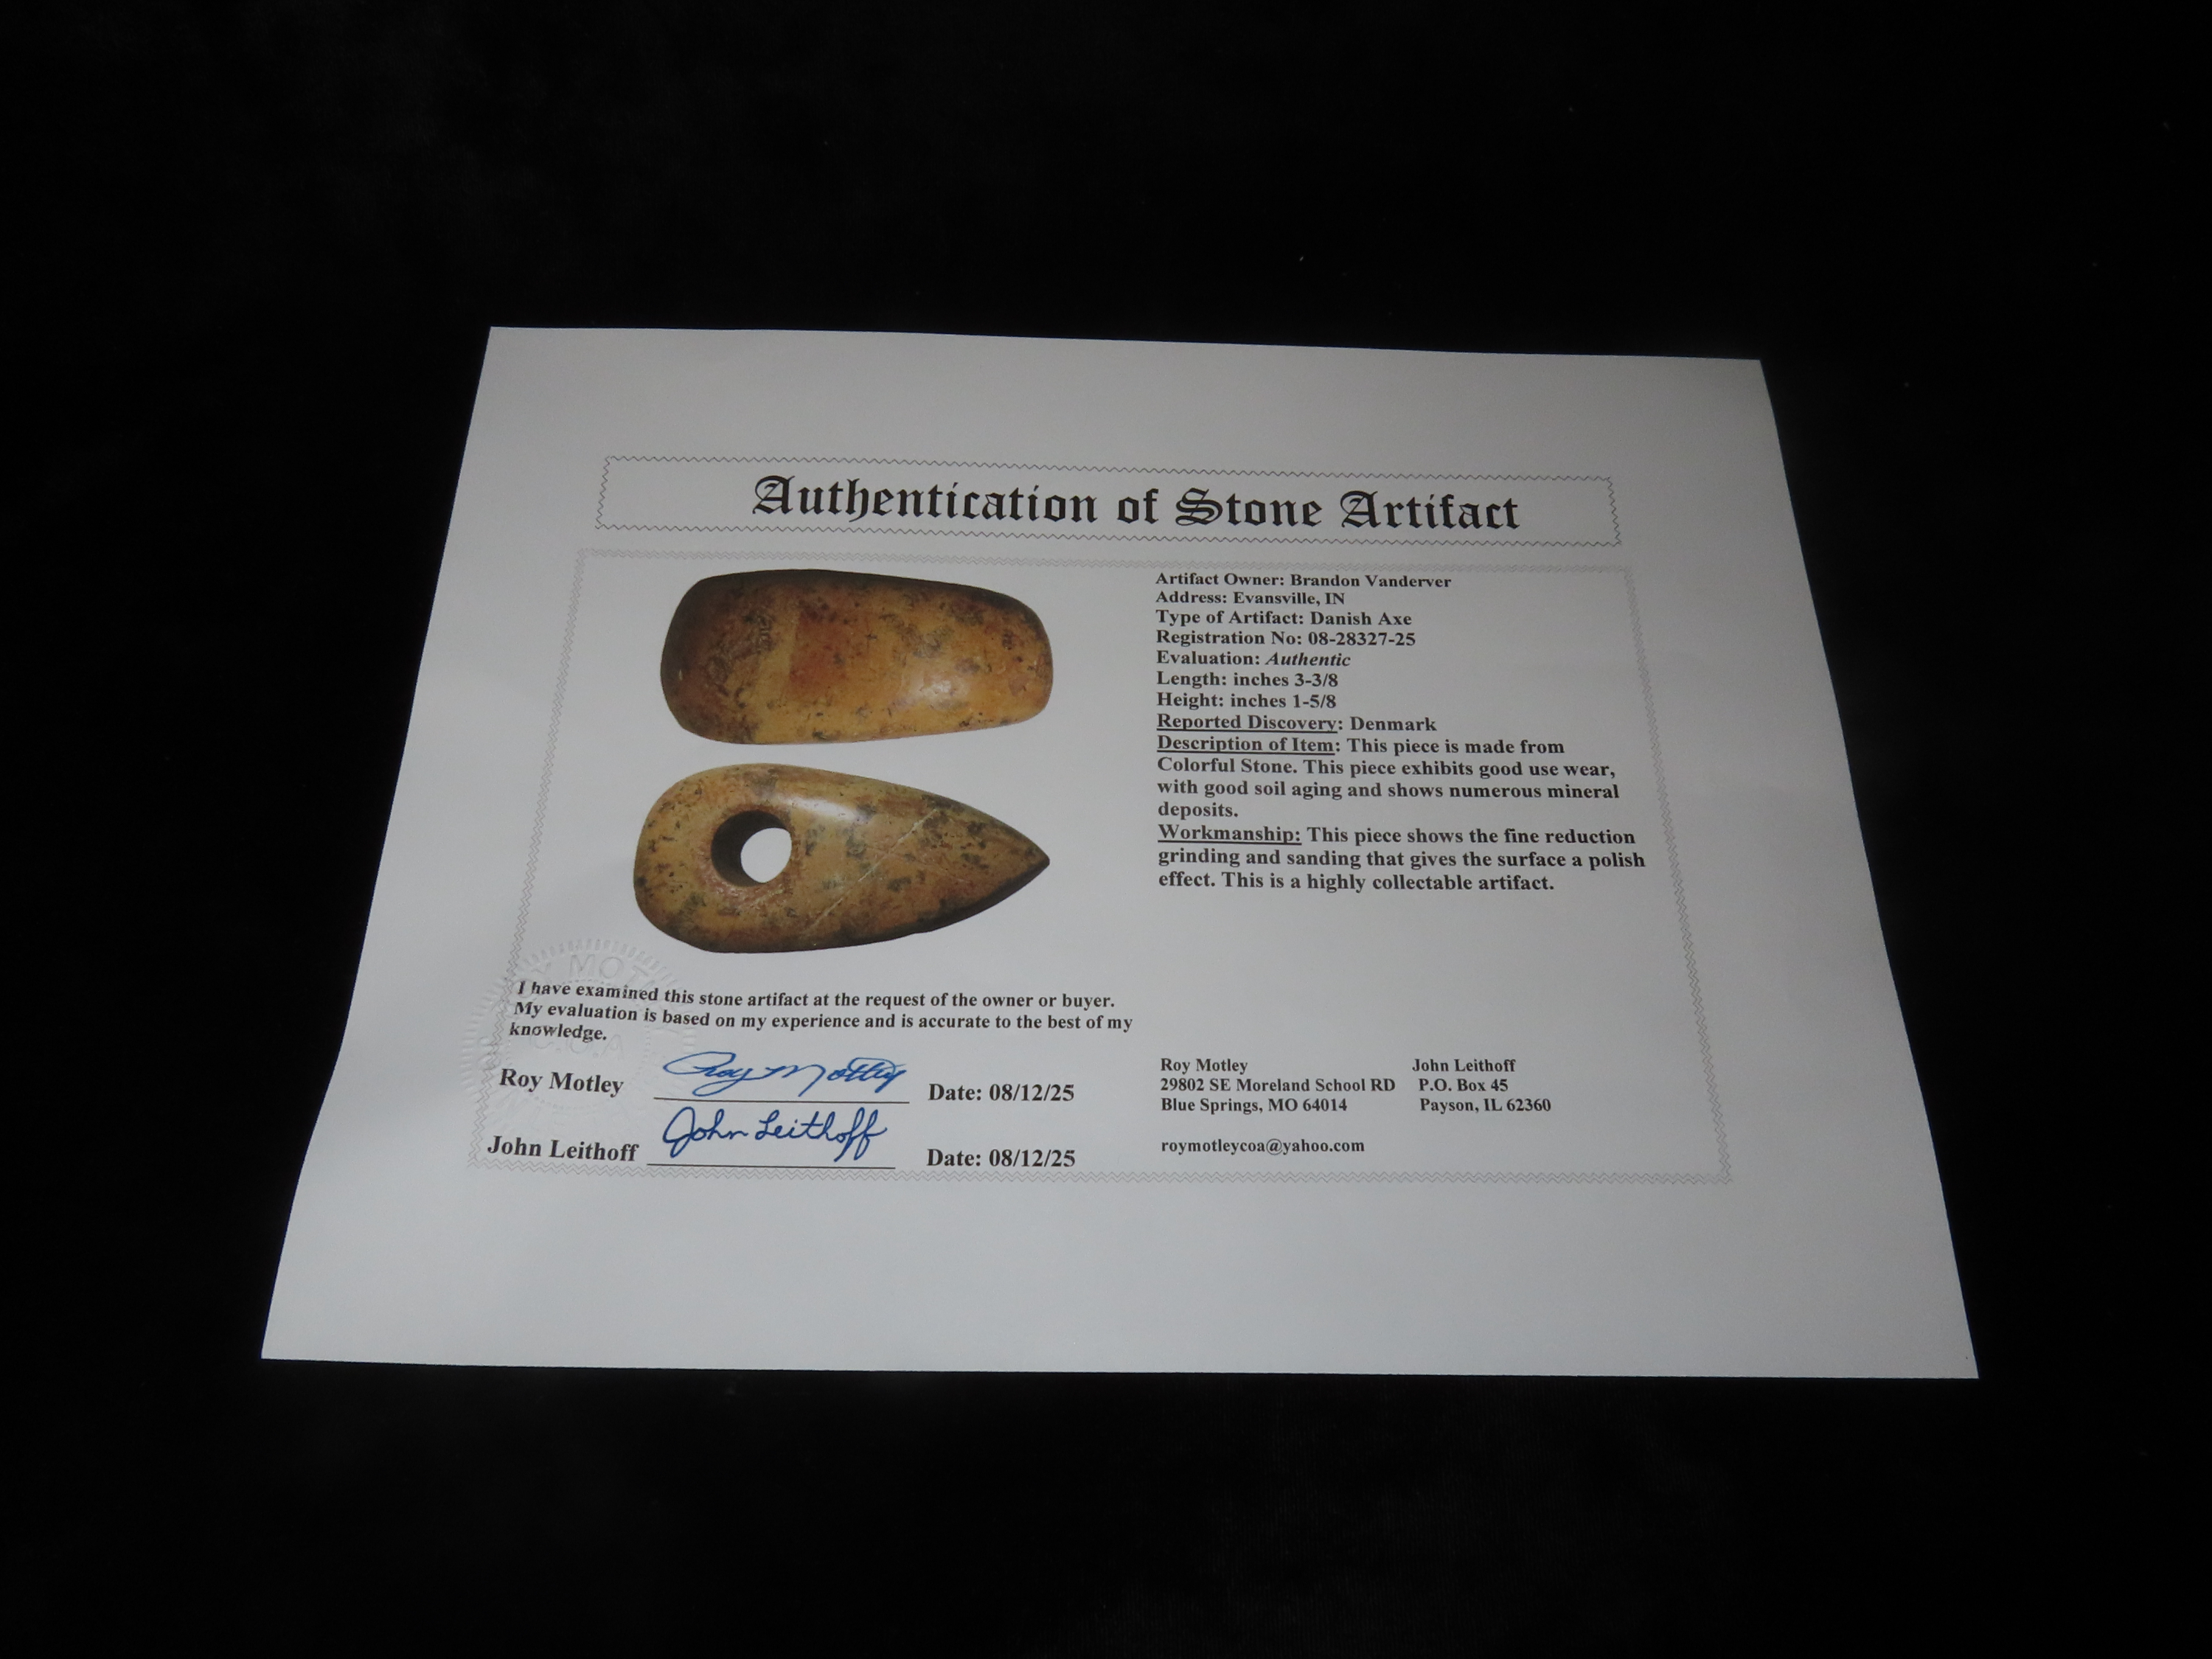 Authentication of Stone Artifact
Artifact Owner: Brandon Vanderver
Address: Evansville, IN
Type of Artifact: Danish Axe
Registration No: 08-28327-25
Evaluation: Authentic
Length: inches 3-3/8
Height: inches 1-5/8
Reported Discovery: Denmark
Description of Item: This piece is made from
Colorful Stone. This piece exhibits good use wear,
with good soil aging and shows numerous mineral
deposits.
Workmanship: This piece shows the fine reduction
grinding and sanding that gives the surface a polish
effect. This is a highly collectable artifact.
I have examined this stone artifact at the request of the owner or buyer.
My evaluation is based on my experience and is accurate to the best of my
knowledge.
Roy Motley Roy Motley Date: 08/12/25
John Leithoff John Leithoff Date: 08/12/25
Roy Motley John Leithoff
29802 SE Moreland School RD P.O. Box 45
Blue Springs, MO 64014 Payson, IL 62360
roymotleycoa@yahoo.com